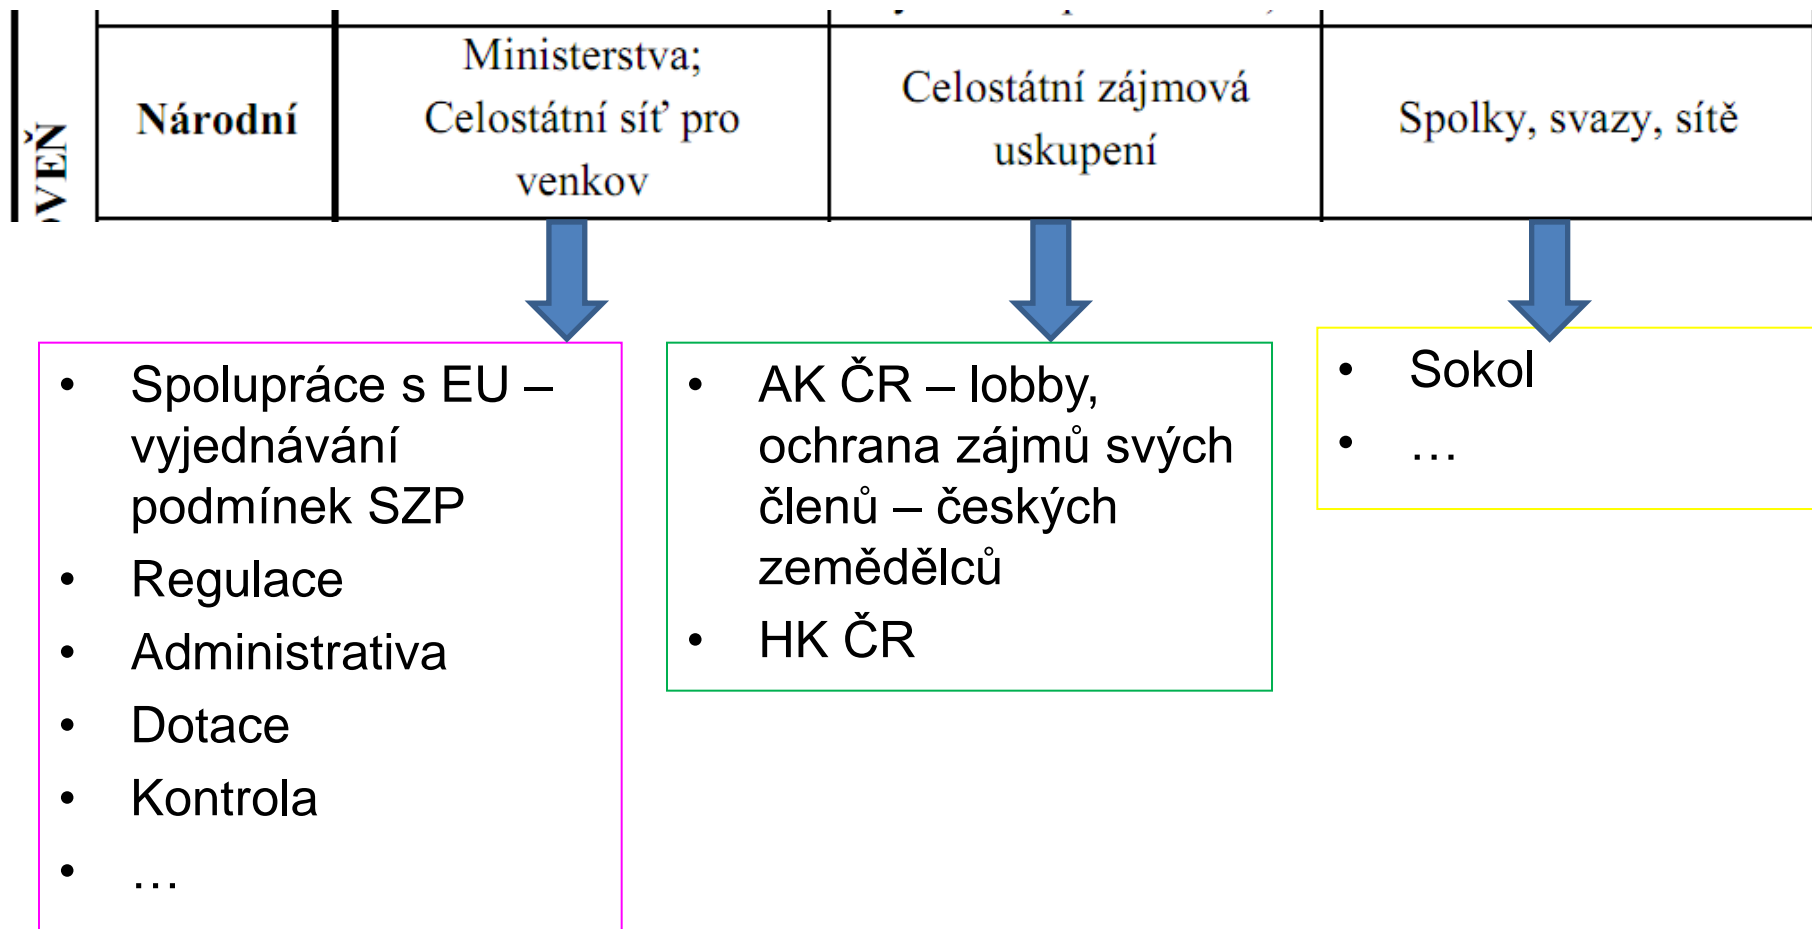 Národní
Ministerstva;
Celostátní síť pro
venkov
Celostátní zájmová
uskupení
Spolky, svazy, sítě
• Spolupráce s EU –
vyjednávání
podmínek SZP
• Regulace
• Administrativa
• Dotace
• Kontrola
• …
• AK ČR – lobby,
ochrana zájmů svých
členů – českých
zemědělců
• HK ČR
• Sokol
• …